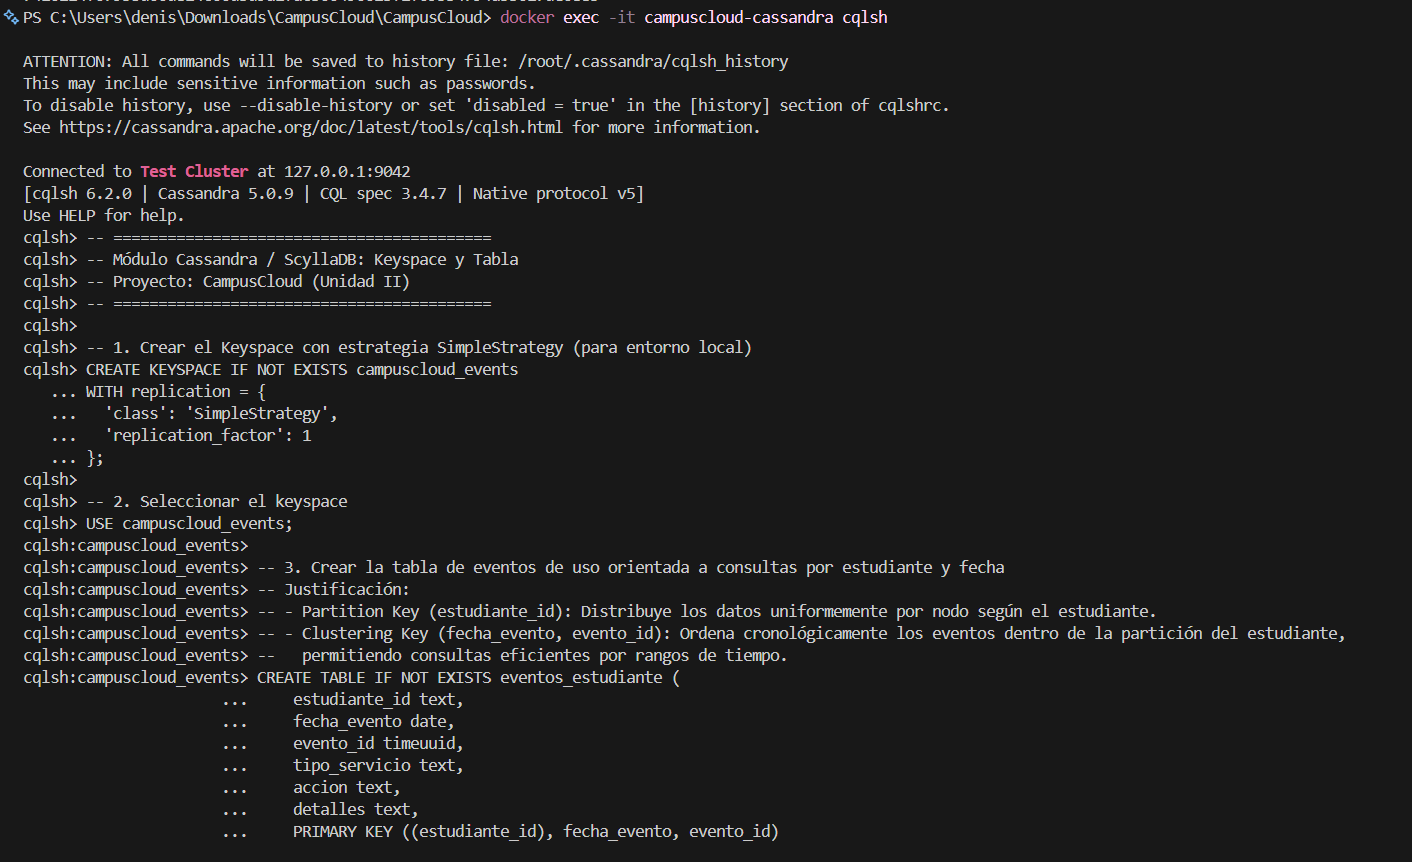 PS C:\Users\denis\Downloads\CampusCloud\CampusCloud> docker exec -it campuscloud-cassandra cqlsh
ATTENTION: All commands will be saved to history file: /root/.cassandra/cqlsh_history
This may include sensitive information such as passwords.
To disable history, use --disable-history or set 'disabled = true' in the [history] section of cqlshrc.
See https://cassandra.apache.org/doc/latest/tools/cqlsh.html for more information.
Connected to Test Cluster at 127.0.0.1:9042
[cqlsh 6.2.0 | Cassandra 5.0.9 | CQL spec 3.4.7 | Native protocol v5]
Use HELP for help.
cqlsh> -- ==========================================
cqlsh> -- Módulo Cassandra / ScyllaDB: Keyspace y Tabla
cqlsh> -- Proyecto: CampusCloud (Unidad II)
cqlsh> -- ==========================================
cqlsh>
cqlsh> -- 1. Crear el Keyspace con estrategia SimpleStrategy (para entorno local)
cqlsh> CREATE KEYSPACE IF NOT EXISTS campuscloud_events
   ... WITH replication = {
   ...   'class': 'SimpleStrategy',
   ...   'replication_factor': 1
   ... };
cqlsh>
cqlsh> -- 2. Seleccionar el keyspace
cqlsh> USE campuscloud_events;
cqlsh:campuscloud_events>
cqlsh:campuscloud_events> -- 3. Crear la tabla de eventos de uso orientada a consultas por estudiante y fecha
cqlsh:campuscloud_events> -- Justificación:
cqlsh:campuscloud_events> -- - Partition Key (estudiante_id): Distribuye los datos uniformemente por nodo según el estudiante.
cqlsh:campuscloud_events> -- - Clustering Key (fecha_evento, evento_id): Ordena cronológicamente los eventos dentro de la partición del estudiante,
cqlsh:campuscloud_events> --   permitiendo consultas eficientes por rangos de tiempo.
cqlsh:campuscloud_events> CREATE TABLE IF NOT EXISTS eventos_estudiante (
                      ...     estudiante_id text,
                      ...     fecha_evento date,
                      ...     evento_id timeuuid,
                      ...     tipo_servicio text,
                      ...     accion text,
                      ...     detalles text,
                      ...     PRIMARY KEY ((estudiante_id), fecha_evento, evento_id)